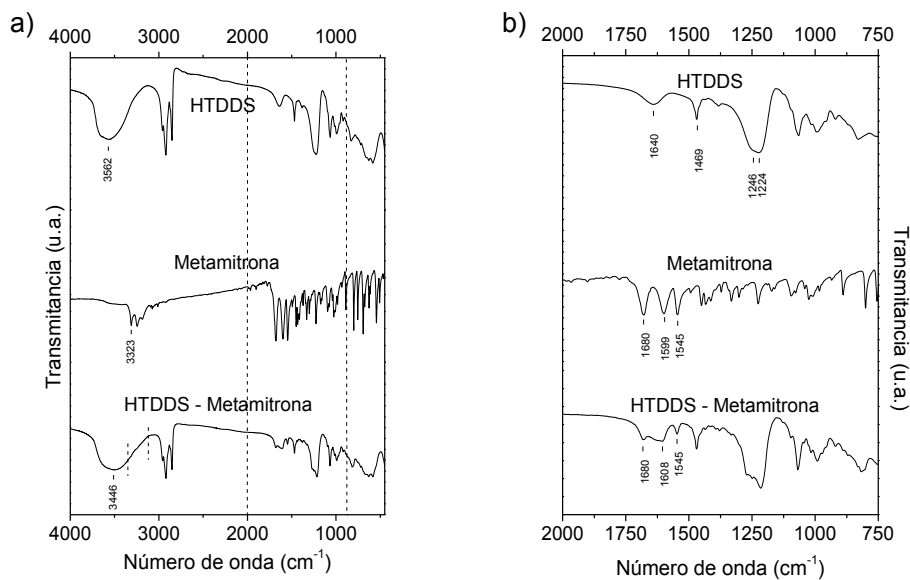 a)
4000 3000 2000 1000
HTDDS
3562
Metamitrona
3323
HTDDS - Metamitrona
3446
4000 3000 2000 1000
Número de onda (cm-1)
Transmitancia (u.a.)
b)
2000 1750 1500 1250 1000 750
HTDDS
1640
1469
1246
1224
Metamitrona
1680
1599
1545
HTDDS - Metamitrona
1680
1608
1545
2000 1750 1500 1250 1000 750
Número de onda (cm-1)
Transmitancia (u.a.)